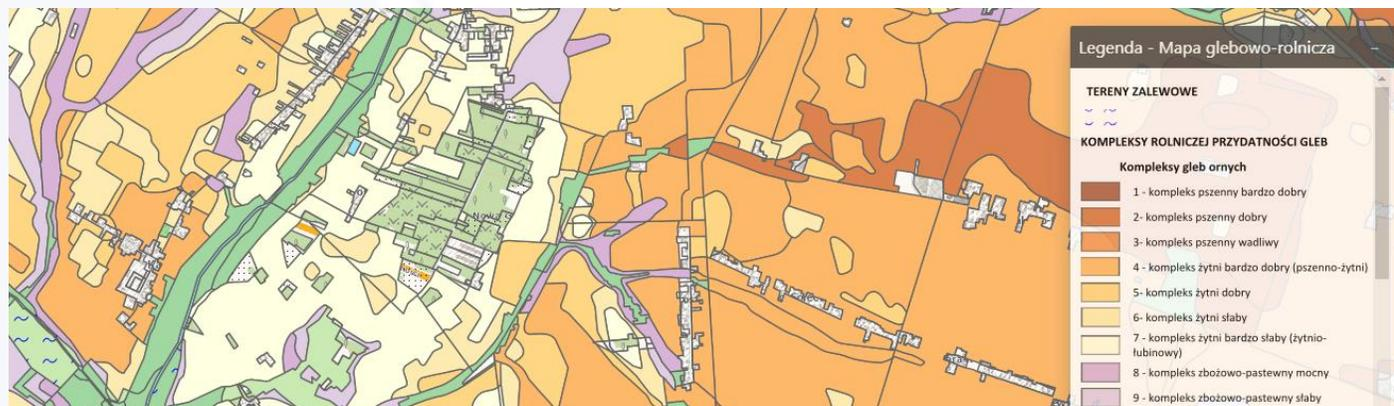 Legenda - Mapa glebowo-rolnicza
TERENY ZALEWOWE
KOMPLEKSY ROLNICZEJ PRZYDATNOŚCI GLEB
Kompleksy gleb ornych
1 - kompleks pszenny bardzo dobry
2- kompleks pszenny dobry
3- kompleks pszenny wadliwy
4 - kompleks żytni bardzo dobry (pszenno-żytni)
5- kompleks żytni dobry
6- kompleks żytni słaby
7 - kompleks żytni bardzo słaby (żytnio-
łubinowy)
8 - kompleks zbożowo-pastewny mocny
9 - kompleks zbożowo-pastewny słaby